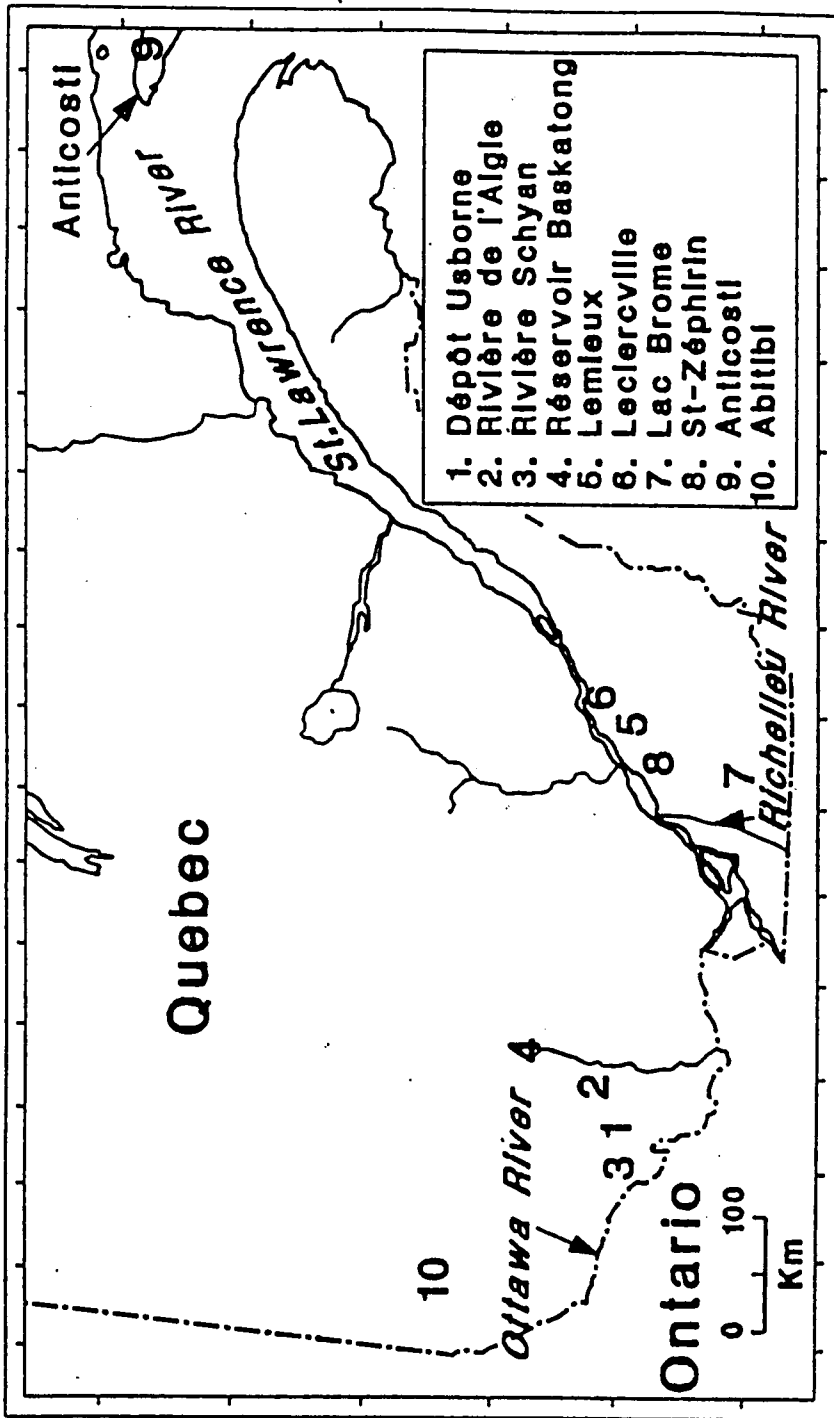 Anticosti
9
St. Lawrence River
Quebec
6
5
8
7
Richelieu River
4
2
1
3
Ottawa River
10
Ontario
0 100
Km
1. Dépôt Usborne
2. Rivière de l'Aigle
3. Rivière Schyan
4. Réservoir Baskatong
5. Lemieux
6. Leclercville
7. Lac Brome
8. St-Zéphirin
9. Anticosti
10. Abitibi